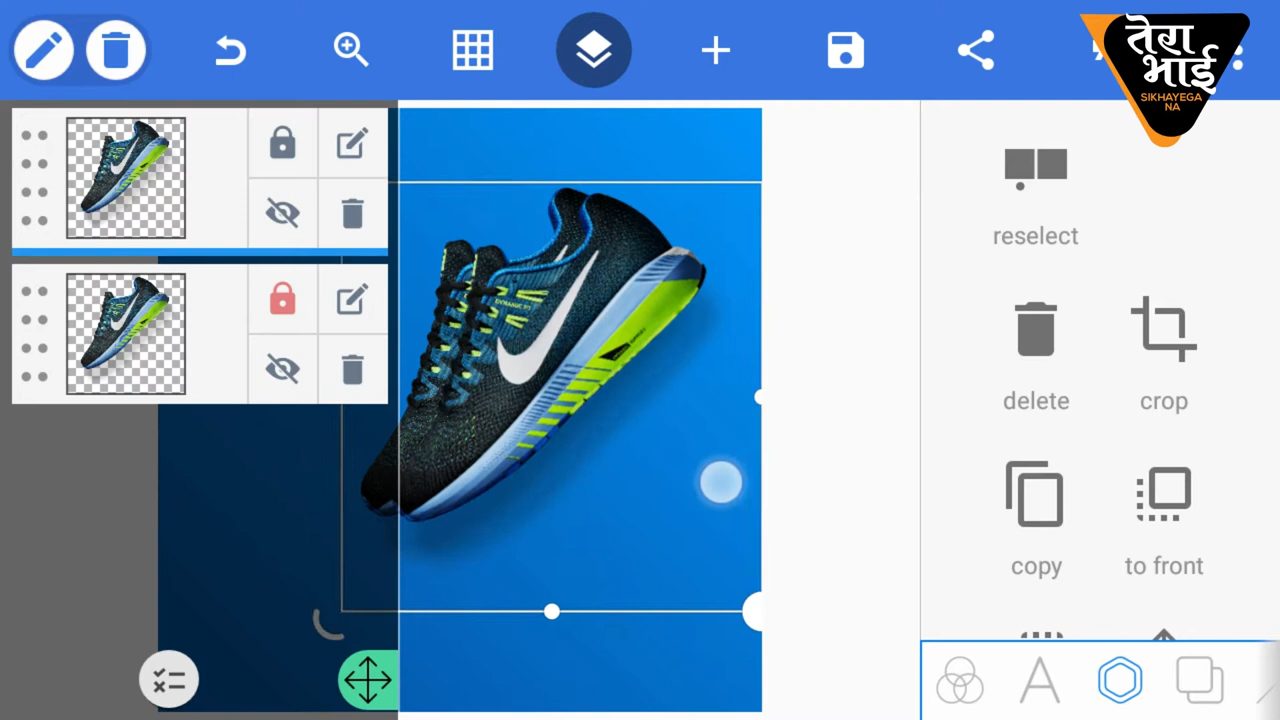 तेरा
भाई
SIKHAYEGA
NA
reselect
delete
crop
copy
to front